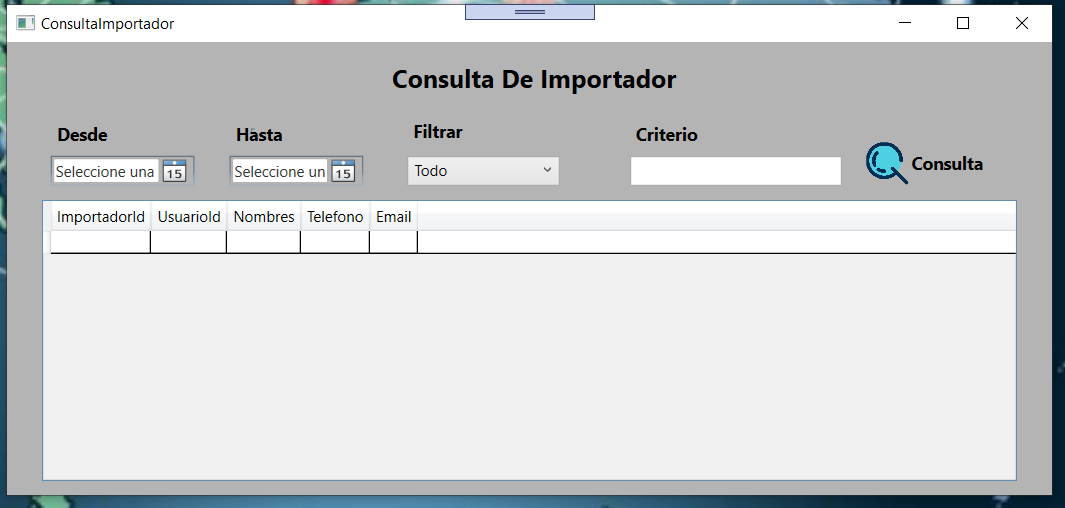 ConsultaImportador
Consulta De Importador
Desde Hasta Filtrar Criterio
Seleccione una 15 Seleccione un 15 Todo Consulta
ImportadorId UsuarioId Nombres Telefono Email